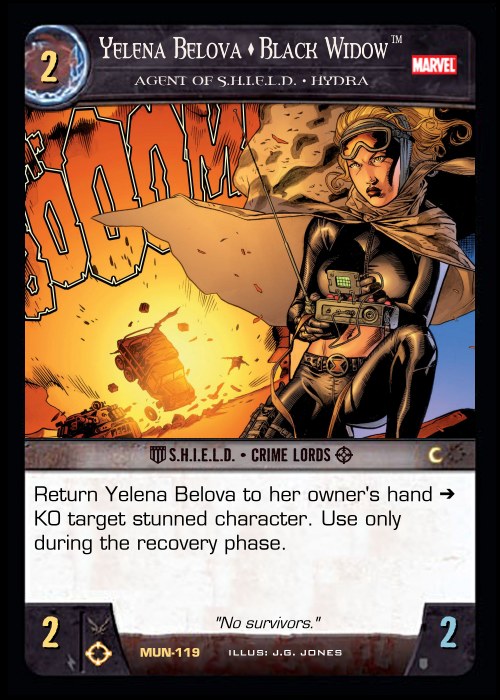 2
YELENA BELOVA ♦ BLACK WIDOW™
AGENT OF S.H.I.E.L.D. • HYDRA
MARVEL
BOOOM
S.H.I.E.L.D. • CRIME LORDS
C
Return Yelena Belova to her owner's hand ➔
KO target stunned character. Use only
during the recovery phase.
"No survivors."
2
MUN-119
ILLUS: J.G. JONES
2